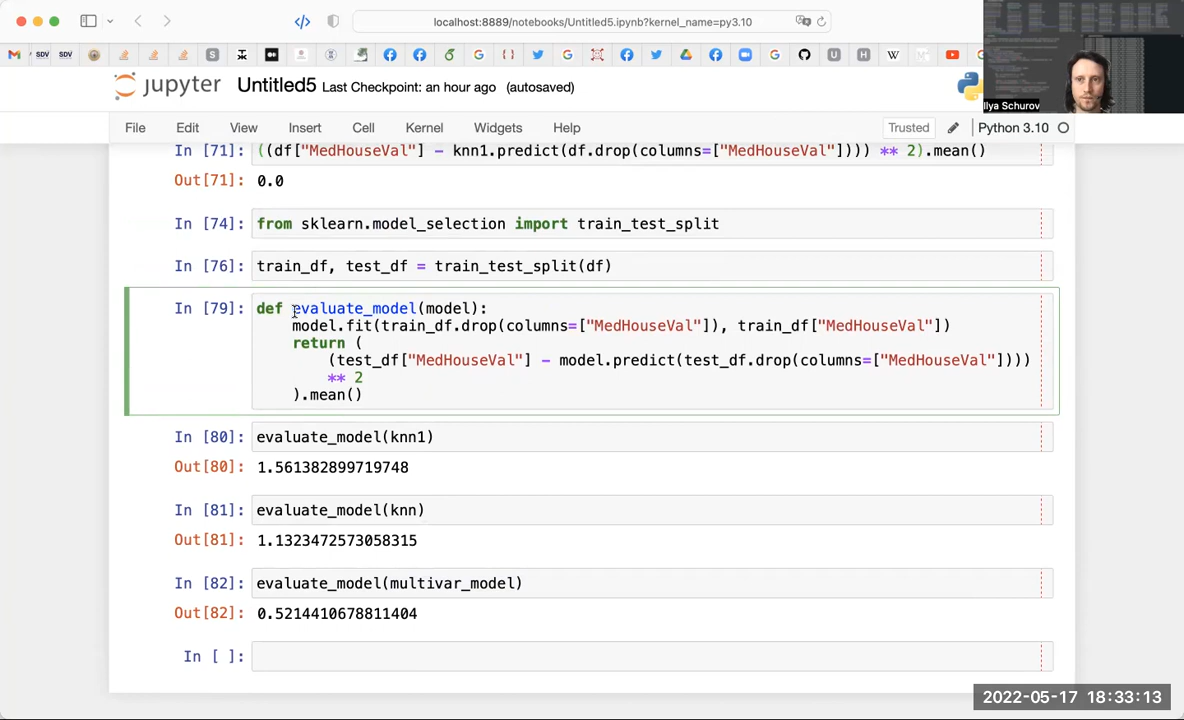 localhost:8889/notebooks/Untitled5.ipynb?kernel_name=py3.10
jupyter Untitled5 Last Checkpoint: an hour ago (autosaved)
Ilya Schurov
File Edit View Insert Cell Kernel Widgets Help Trusted Python 3.10
In [71]: ((df["MedHouseVal"] - knn1.predict(df.drop(columns=["MedHouseVal"]))) ** 2).mean()
Out[71]: 0.0
In [74]: from sklearn.model_selection import train_test_split
In [76]: train_df, test_df = train_test_split(df)
In [79]: def evaluate_model(model):
model.fit(train_df.drop(columns=["MedHouseVal"]), train_df["MedHouseVal"])
return (
(test_df["MedHouseVal"] - model.predict(test_df.drop(columns=["MedHouseVal"])))
** 2
).mean()
In [80]: evaluate_model(knn1)
Out[80]: 1.561382899719748
In [81]: evaluate_model(knn)
Out[81]: 1.1323472573058315
In [82]: evaluate_model(multivar_model)
Out[82]: 0.5214410678811404
In [ ]:
2022-05-17 18:33:13